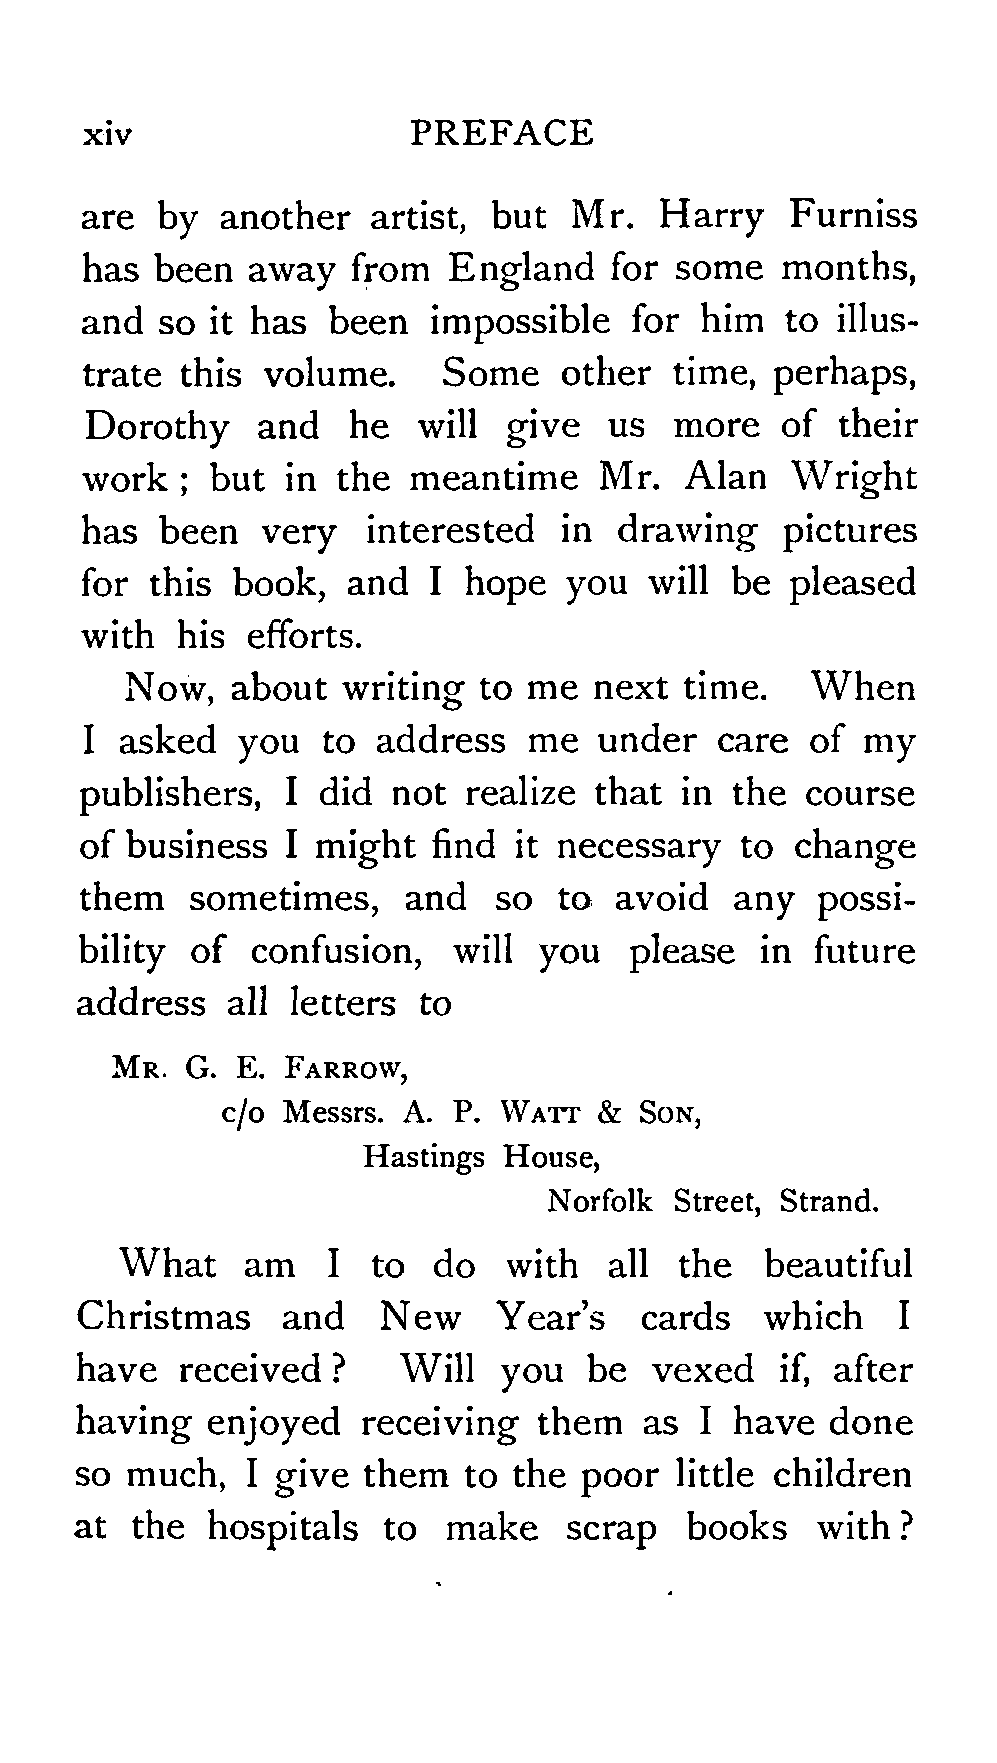 xiv PREFACE
are by another artist, but Mr. Harry Furniss
has been away from England for some months,
and so it has been impossible for him to illus-
trate this volume. Some other time, perhaps,
Dorothy and he will give us more of their
work ; but in the meantime Mr. Alan Wright
has been very interested in drawing pictures
for this book, and I hope you will be pleased
with his efforts.
Now, about writing to me next time. When
I asked you to address me under care of my
publishers, I did not realize that in the course
of business I might find it necessary to change
them sometimes, and so to avoid any possi-
bility of confusion, will you please in future
address all letters to
Mr. G. E. Farrow,
c/o Messrs. A. P. Watt & Son,
Hastings House,
Norfolk Street, Strand.
What am I to do with all the beautiful
Christmas and New Year's cards which I
have received ? Will you be vexed if, after
having enjoyed receiving them as I have done
so much, I give them to the poor little children
at the hospitals to make scrap books with ?